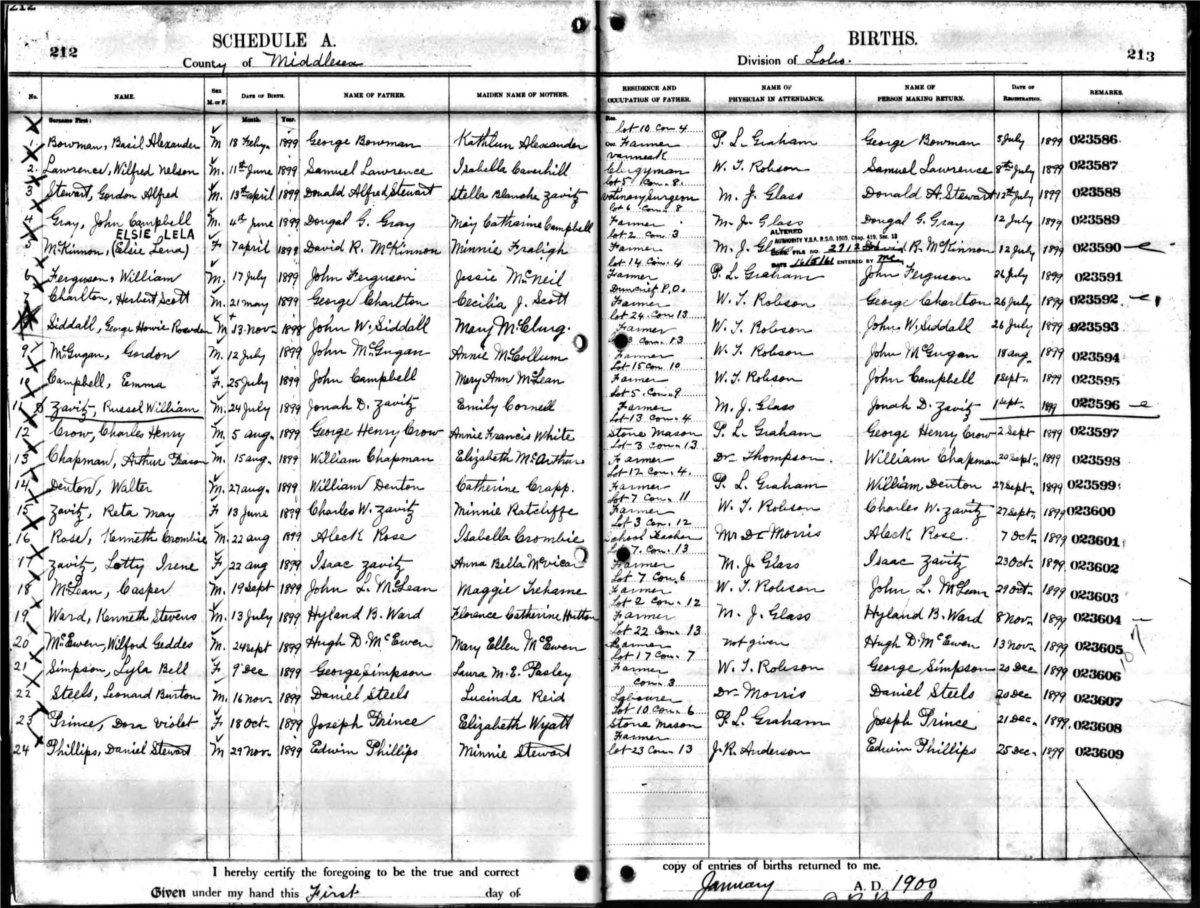 212
212 SCHEDULE A. BIRTHS. 213
County of Middlesex Division of Lobo.
No. NAME. Sex M. or F. DATE OF BIRTH. NAME OF FATHER. MAIDEN NAME OF MOTHER. RESIDENCE AND OCCUPATION OF FATHER. NAME OF PHYSICIAN IN ATTENDANCE. NAME OF PERSON MAKING RETURN. DATE OF REGISTRATION. REMARKS.
Surname First: Month. Year. Res.
lot 10 Con. 4
1 Bowman, Basil Alexander M 18 Feby. 1899 George Bowman Kathlun Alexander Farmer P. L. Graham George Bowman 5 July 1899 023586
2 Lawrence, Wilfred Nelson M. 11th June 1899 Samuel Lawrence Isabella Caverhill Clergyman W. T. Robson Samuel Lawrence 8th July 1899 023587
lot 5 Con. 8
3 Stewart, Gordon Alfred M. 13th april 1899 Donald Alfred Stewart Stella Blanche Zavitz Surgeon M. J. Glass Donald A. Stewart 12th July 1899 023588
lot 6 Con. 8
4 Gray, John Campbell M. 4th June 1899 Dougal G. Gray May Catharine Campbell Farmer M. J. Glass Dougal G. Gray 12 July 1899 023589
ELSIE LELA lot 2 Con. 3 ALTERED
AUTHORITY V.S.A. R.S.O. 1909, Chap. 419, Sec. 13
5 McKinnon, (Elsie Lena) F 7 April 1899 David R. McKinnon Minnie Fraligh Farmer M. J. Glass FILE NO. David R. McKinnon 12 July 1899 023590
lot 14 Con. 4 DATE ENTERED BY
6 Ferguson, William M. 17 July 1899 John Ferguson Jessie McNeil Farmer P. L. Graham John Ferguson 26 July 1899 023591
P.O.
7 Charlton, Herbert Scott M. 21 may 1899 George Charlton Cecilia J. Scott Farmer W. T. Robson George Charlton 26 July 1899 023592
lot 24 Con 13
Siddall, George Howie M 13 Nov. 1898 John W. Siddall Mary McClurg. Farmer W. T. Robson John W. Siddall 26 July 1899 023593
Con. 13
9 McGugan, Gordon M. 12 July 1899 John McGugan Annie McCollum Farmer W. T. Robson John McGugan 18 aug. 1899 023594
Lot 15 Con. 10
10 Campbell, Emma F. 25 July 1899 John Campbell Mary Ann McLean Farmer W. T. Robson John Campbell 1 Sept. 1899 023595
Lot 5 Con. 9
11 Zavitz, Russel William M. 24 July 1899 Jonah D. Zavitz Emily Cornell Farmer M. J. Glass Jonah D. Zavitz 1 Sept. 1899 023596
Lot 13 Con. 4
12 Crow, Charles Henry M. 5 aug. 1899 George Henry Crow Annie Francis White Stone Mason P. L. Graham George Henry Crow 2 Sept 1899 023597
Lot 3 Con. 13
13 Chapman, Arthur M. 15 aug. 1899 William Chapman Elizabeth McArthur Farmer Dr. Thompson. William Chapman 20 Sept. 1899 023598
Lot 12 Con. 4.
14 Denton, Walter M. 27 aug. 1899 William Denton Catherine Crapp. Farmer P. L. Graham William Denton 27 Sept. 1899 023599
Lot 7 Con. 11
15 Zavitz, Reta May F 13 June 1899 Charles W. Zavitz Minnie Ratcliffe Farmer W. T. Robson Charles W. Zavitz 27 Sept. 1899 023600
Lot 3 Con. 12
16 Rose, Kenneth Crombie M. 22 aug 1899 Aleck Rose Isabella Crombie School Teacher Morris Aleck Rose. 7 Oct. 1899 023601
7. Con. 13
17 Zavitz, Lotty Irene F 22 aug 1899 Isaac Zavitz Anna Bella McVicar Farmer M. J. Glass Isaac Zavitz 23 Oct. 1899 023602
Lot 7 Con. 6
18 McLean, Casper M. 19 Sept 1899 John L. McLean Maggie Trehame Farmer W. T. Robson John L. McLean 29 Oct. 1899 023603
Lot 2 Con. 12
19 Ward, Kenneth Stevens M 13 July 1899 Hyland B. Ward Florence Catherine Hutton Farmer M. J. Glass Hyland B. Ward 8 Nov. 1899 023604
Lot 22 Con. 13
20 McEwen, Wilford Geddes M. 24 Sept 1899 Hugh D. McEwen Mary Ellen McEwen Farmer not given Hugh D. McEwen 13 Nov. 1899 023605
Lot 17 Con. 7
21 Simpson, Lyla Bell F 9 Dec 1899 George Simpson Laura M. E. Pasley Farmer W. T. Robson George Simpson 20 Dec 1899 023606
Con. 3
22 Steels, Leonard Burton M. 16 Nov. 1899 Daniel Steels Lucinda Reid Dr. Morris Daniel Steels 20 Dec 1899 023607
Lot 10 Con. 6
23 Prince, Dora Violet F. 18 Oct. 1899 Joseph Prince Elizabeth Wyatt Stone Mason P. L. Graham Joseph Prince 21 Dec. 1899 023608
Farmer
24 Phillips, Daniel Stewart M 29 Nov. 1899 Edwin Phillips Minnie Stewart lot 23 Con. 13 J. R. Anderson Edwin Phillips 25 Dec. 1899 023609
I hereby certify the foregoing to be the true and correct copy of entries of births returned to me.
Given under my hand this First day of January A. D. 1900